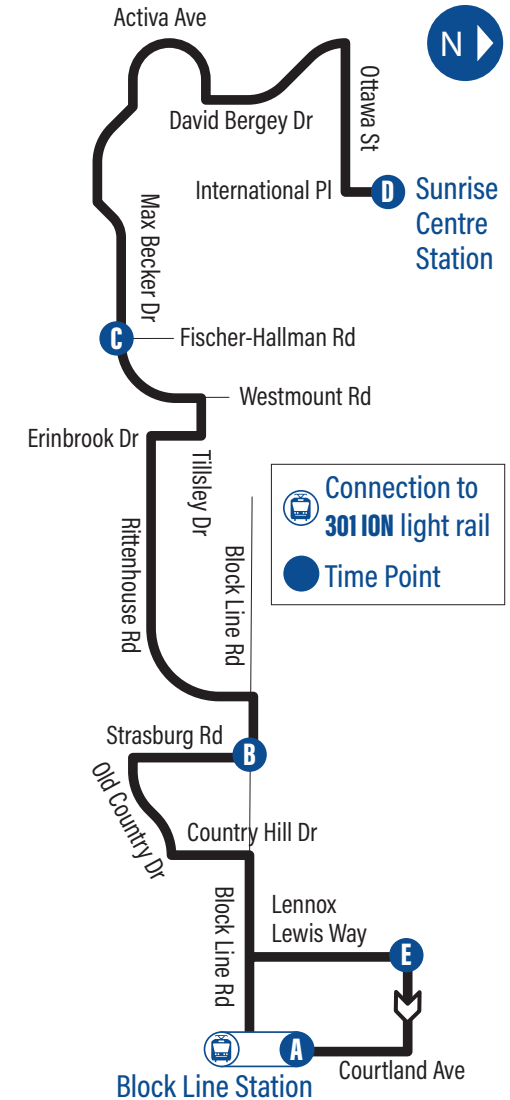 Activa Ave
N
Ottawa St
David Bergey Dr
International Pl
D
Sunrise
Centre
Station
Max Becker Dr
C
Fischer-Hallman Rd
Westmount Rd
Erinbrook Dr
Tillsley Dr
Connection to
301 ION light rail
Time Point
Rittenhouse Rd
Block Line Rd
Strasburg Rd
B
Old Country Dr
Country Hill Dr
Block Line Rd
Lennox
Lewis Way
E
A
Courtland Ave
Block Line Station